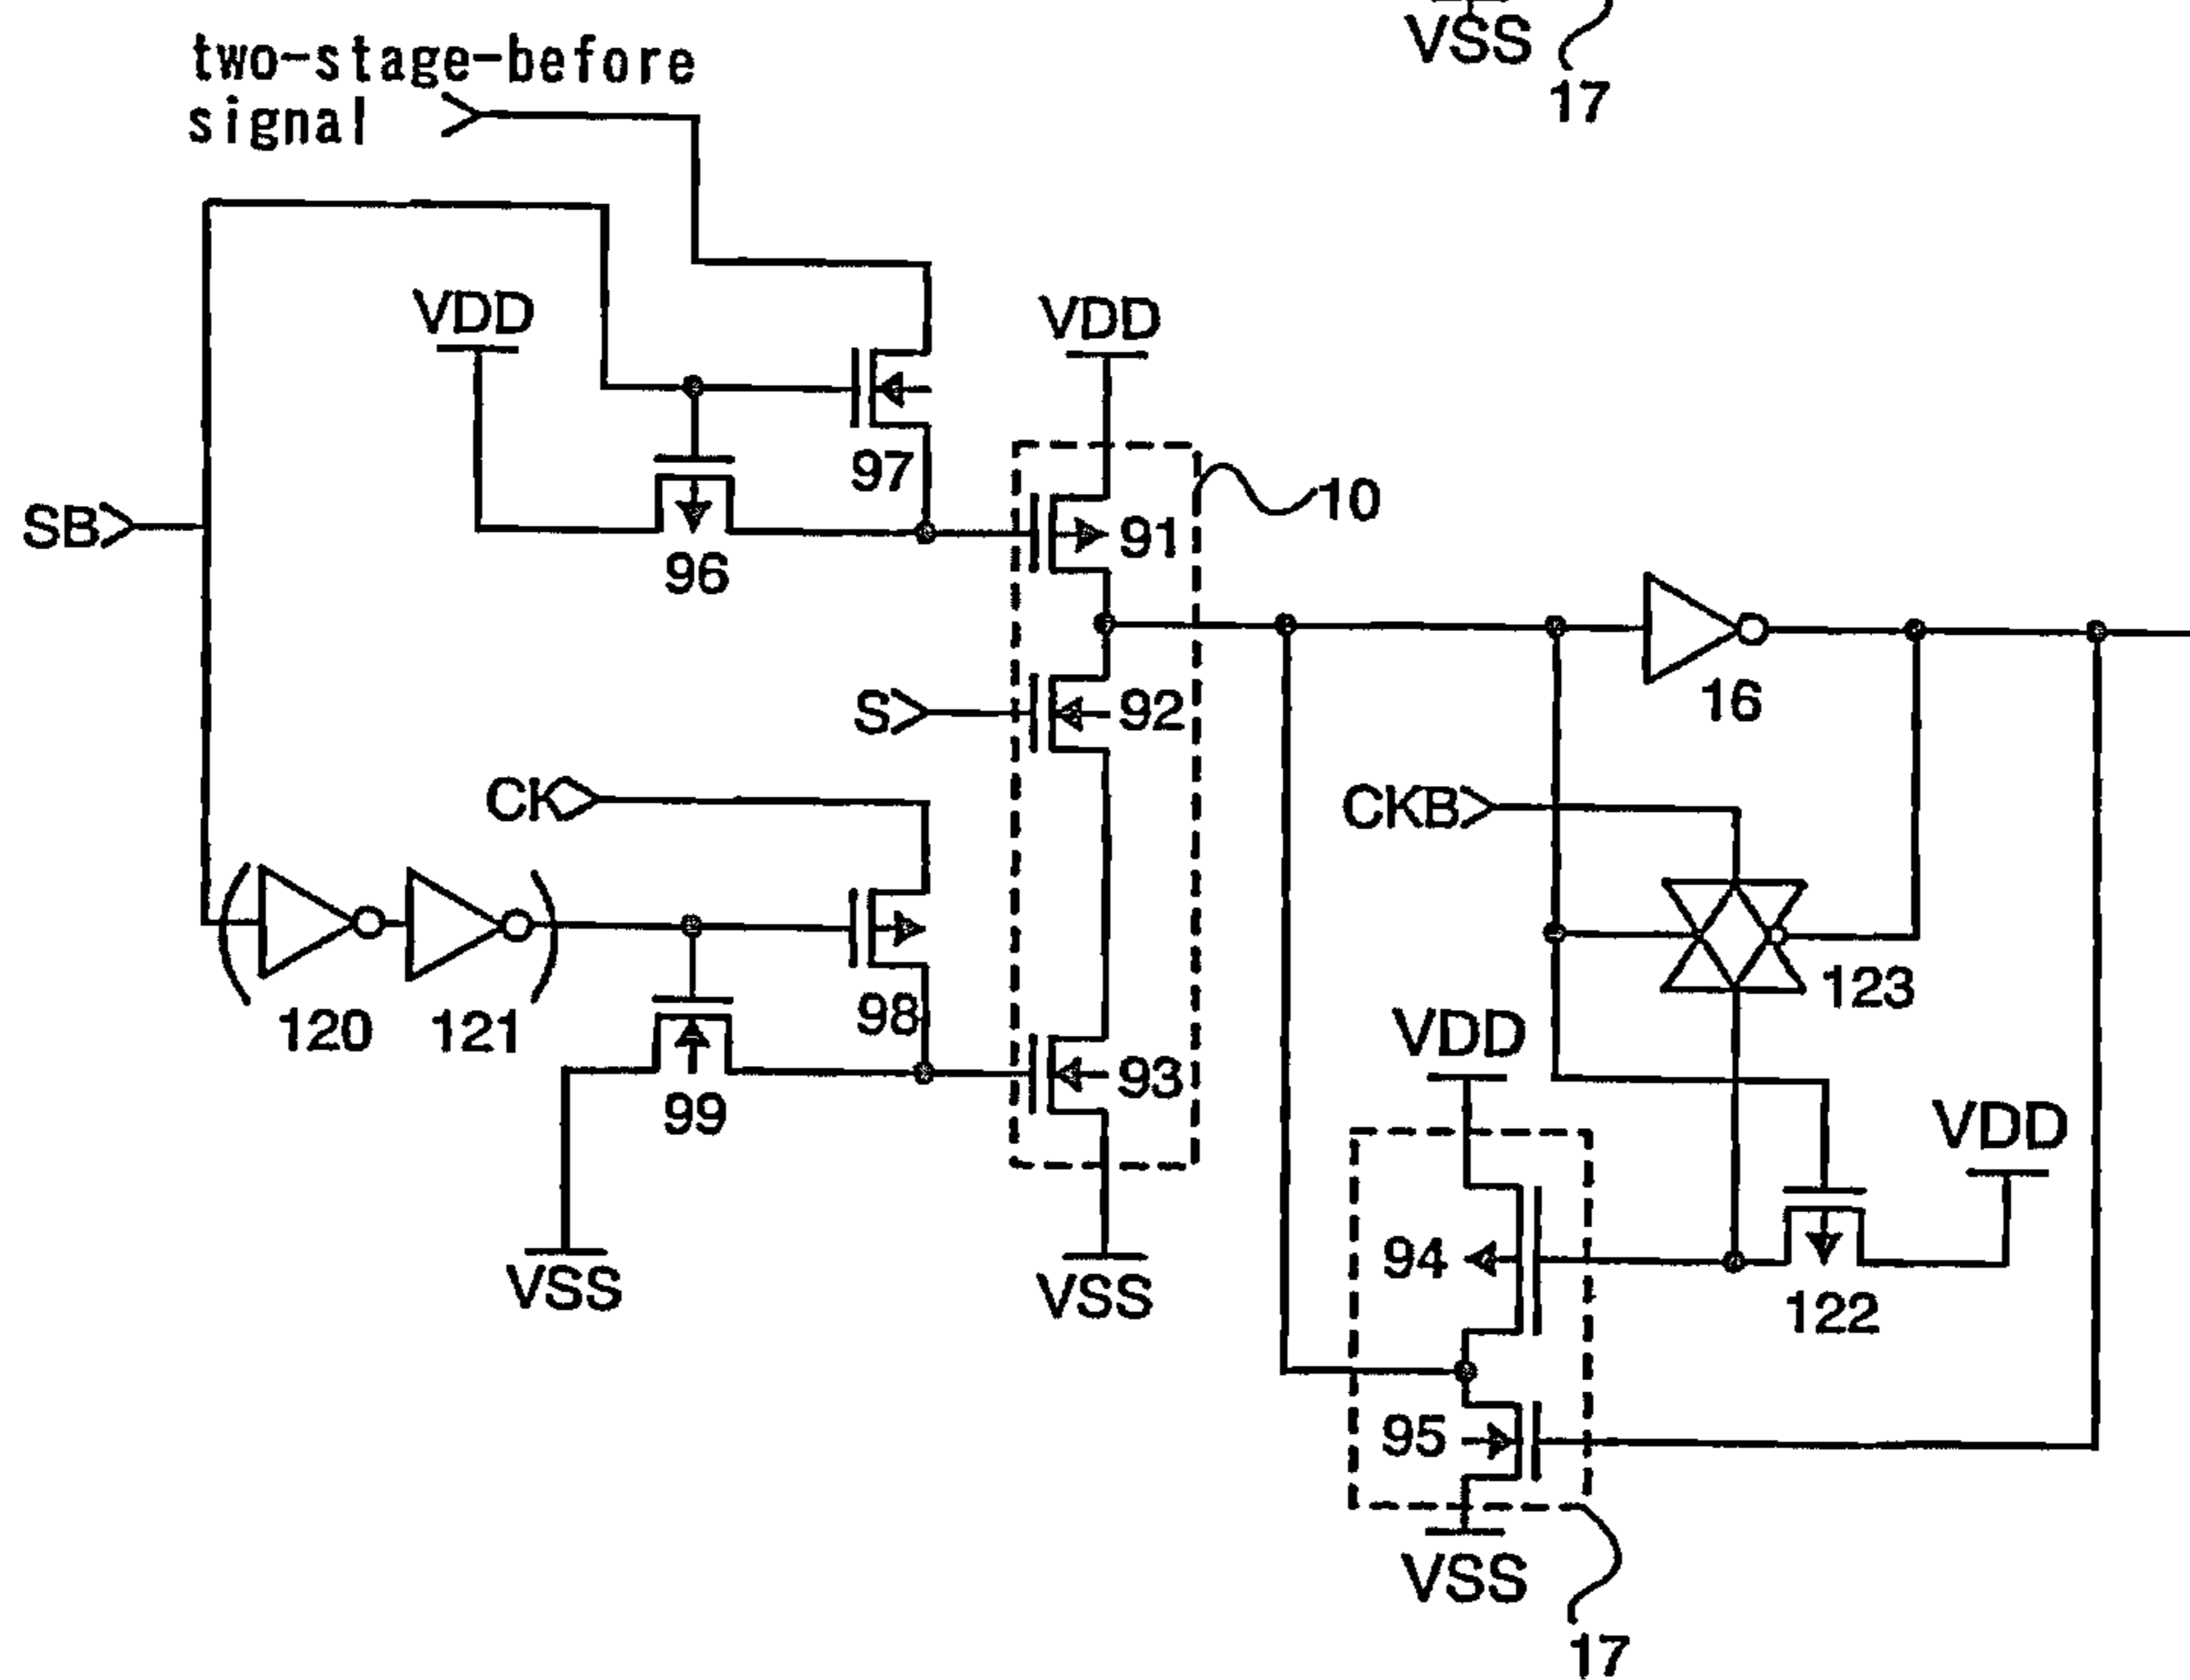 VSS
17
two-stage-before
signal
VDD
VDD
97
SB
10
91
96
S
92
16
CK
CKB
98
123
120
121
VDD
93
99
VDD
94
VSS
VSS
122
95
VSS
17